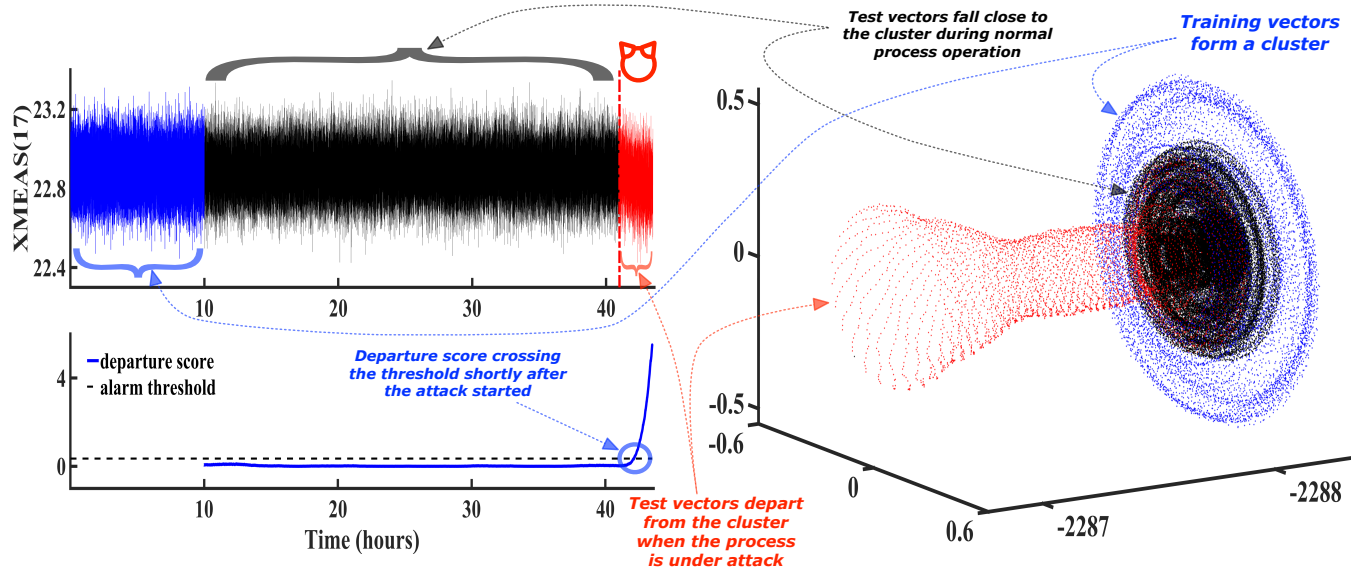 Test vectors fall close to
the cluster during normal
process operation
Training vectors
form a cluster
XMEAS(17)
23.2
22.8
22.4
10
20
30
40
departure score
alarm threshold
4
0
Departure score crossing
the threshold shortly after
the attack started
10
20
30
40
Time (hours)
Test vectors depart
from the cluster
when the process
is under attack
0.5
0
-0.5
-0.6
0
0.6
-2287
-2288